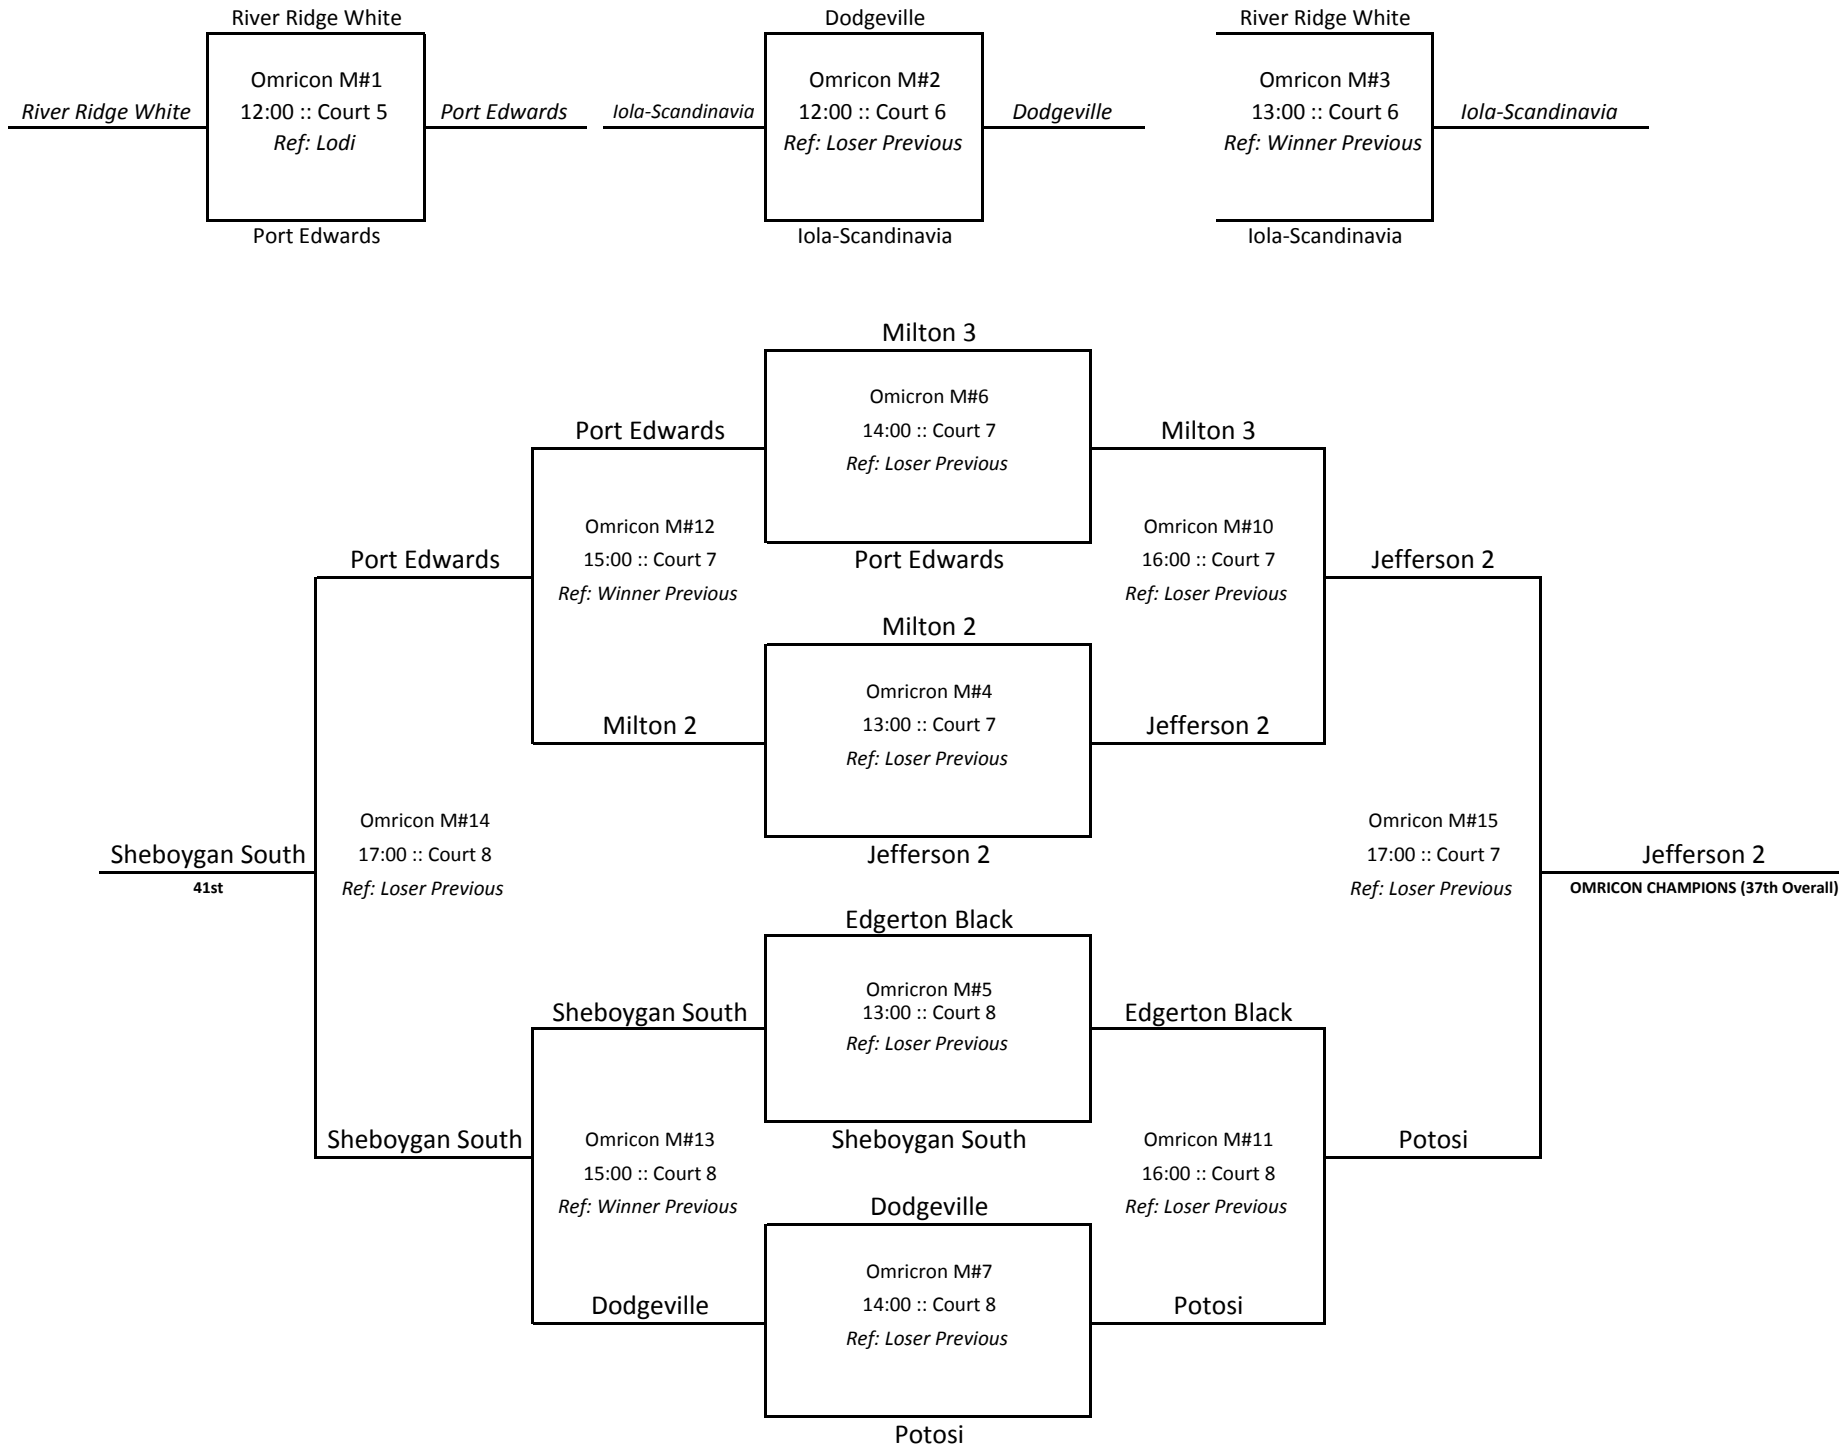 River Ridge White
Omricon M#1
River Ridge White
12:00 :: Court 5
Port Edwards
Ref: Lodi
Port Edwards
Dodgeville
Omricon M#2
Iola-Scandinavia
12:00 :: Court 6
Dodgeville
Ref: Loser Previous
Iola-Scandinavia
River Ridge White
Omricon M#3
13:00 :: Court 6
Iola-Scandinavia
Ref: Winner Previous
Iola-Scandinavia
Milton 3
Omicron M#6
14:00 :: Court 7
Ref: Loser Previous
Port Edwards
Port Edwards
Milton 3
Omricon M#12
15:00 :: Court 7
Ref: Winner Previous
Omricon M#10
16:00 :: Court 7
Ref: Loser Previous
Port Edwards
Jefferson 2
Milton 2
Omricron M#4
13:00 :: Court 7
Ref: Loser Previous
Jefferson 2
Milton 2
Jefferson 2
Omricon M#14
17:00 :: Court 8
Ref: Loser Previous
Sheboygan South
41st
Omricon M#15
17:00 :: Court 7
Ref: Loser Previous
Jefferson 2
OMRICON CHAMPIONS (37th Overall)
Edgerton Black
Omricron M#5
13:00 :: Court 8
Ref: Loser Previous
Sheboygan South
Sheboygan South
Edgerton Black
Sheboygan South
Omricon M#13
15:00 :: Court 8
Ref: Winner Previous
Omricon M#11
16:00 :: Court 8
Ref: Loser Previous
Potosi
Dodgeville
Omricron M#7
14:00 :: Court 8
Ref: Loser Previous
Potosi
Dodgeville
Potosi